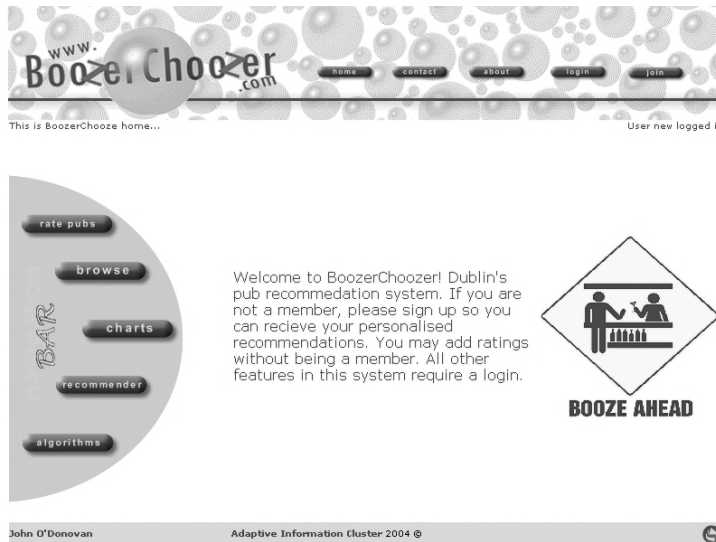 www.
BoozerChoozer
.com
home contact about login join
This is BoozerChooze home...
User new logged i
rate pubs
browse
charts
BAR
recommender
algorithms
Welcome to BoozerChoozer! Dublin's
pub recommedation system. If you are
not a member, please sign up so you
can recieve your personalised
recommendations. You may add ratings
without being a member. All other
features in this system require a login.
BOOZE AHEAD
John O'Donovan
Adaptive Information Cluster 2004 ©